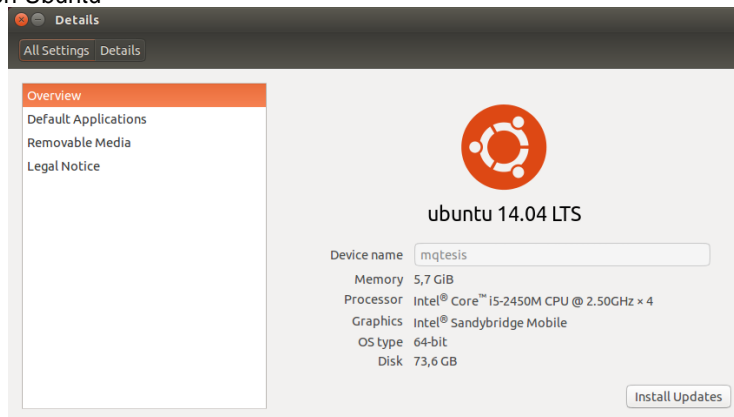 on Ubuntu
Details
All Settings Details
Overview
Default Applications
Removable Media
Legal Notice
ubuntu 14.04 LTS
Device name mqtesis
Memory 5,7 GiB
Processor Intel® Core™ i5-2450M CPU @ 2.50GHz × 4
Graphics Intel® Sandybridge Mobile
OS type 64-bit
Disk 73,6 GB
Install Updates